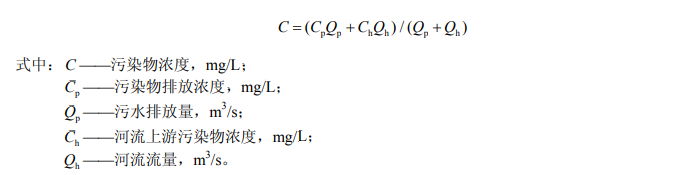 C = (CpQp + ChQh) / (Qp + Qh)
式中：C——污染物浓度，mg/L；
Cp——污染物排放浓度，mg/L；
Qp——污水排放量，m³/s；
Ch——河流上游污染物浓度，mg/L；
Qh——河流流量，m³/s。